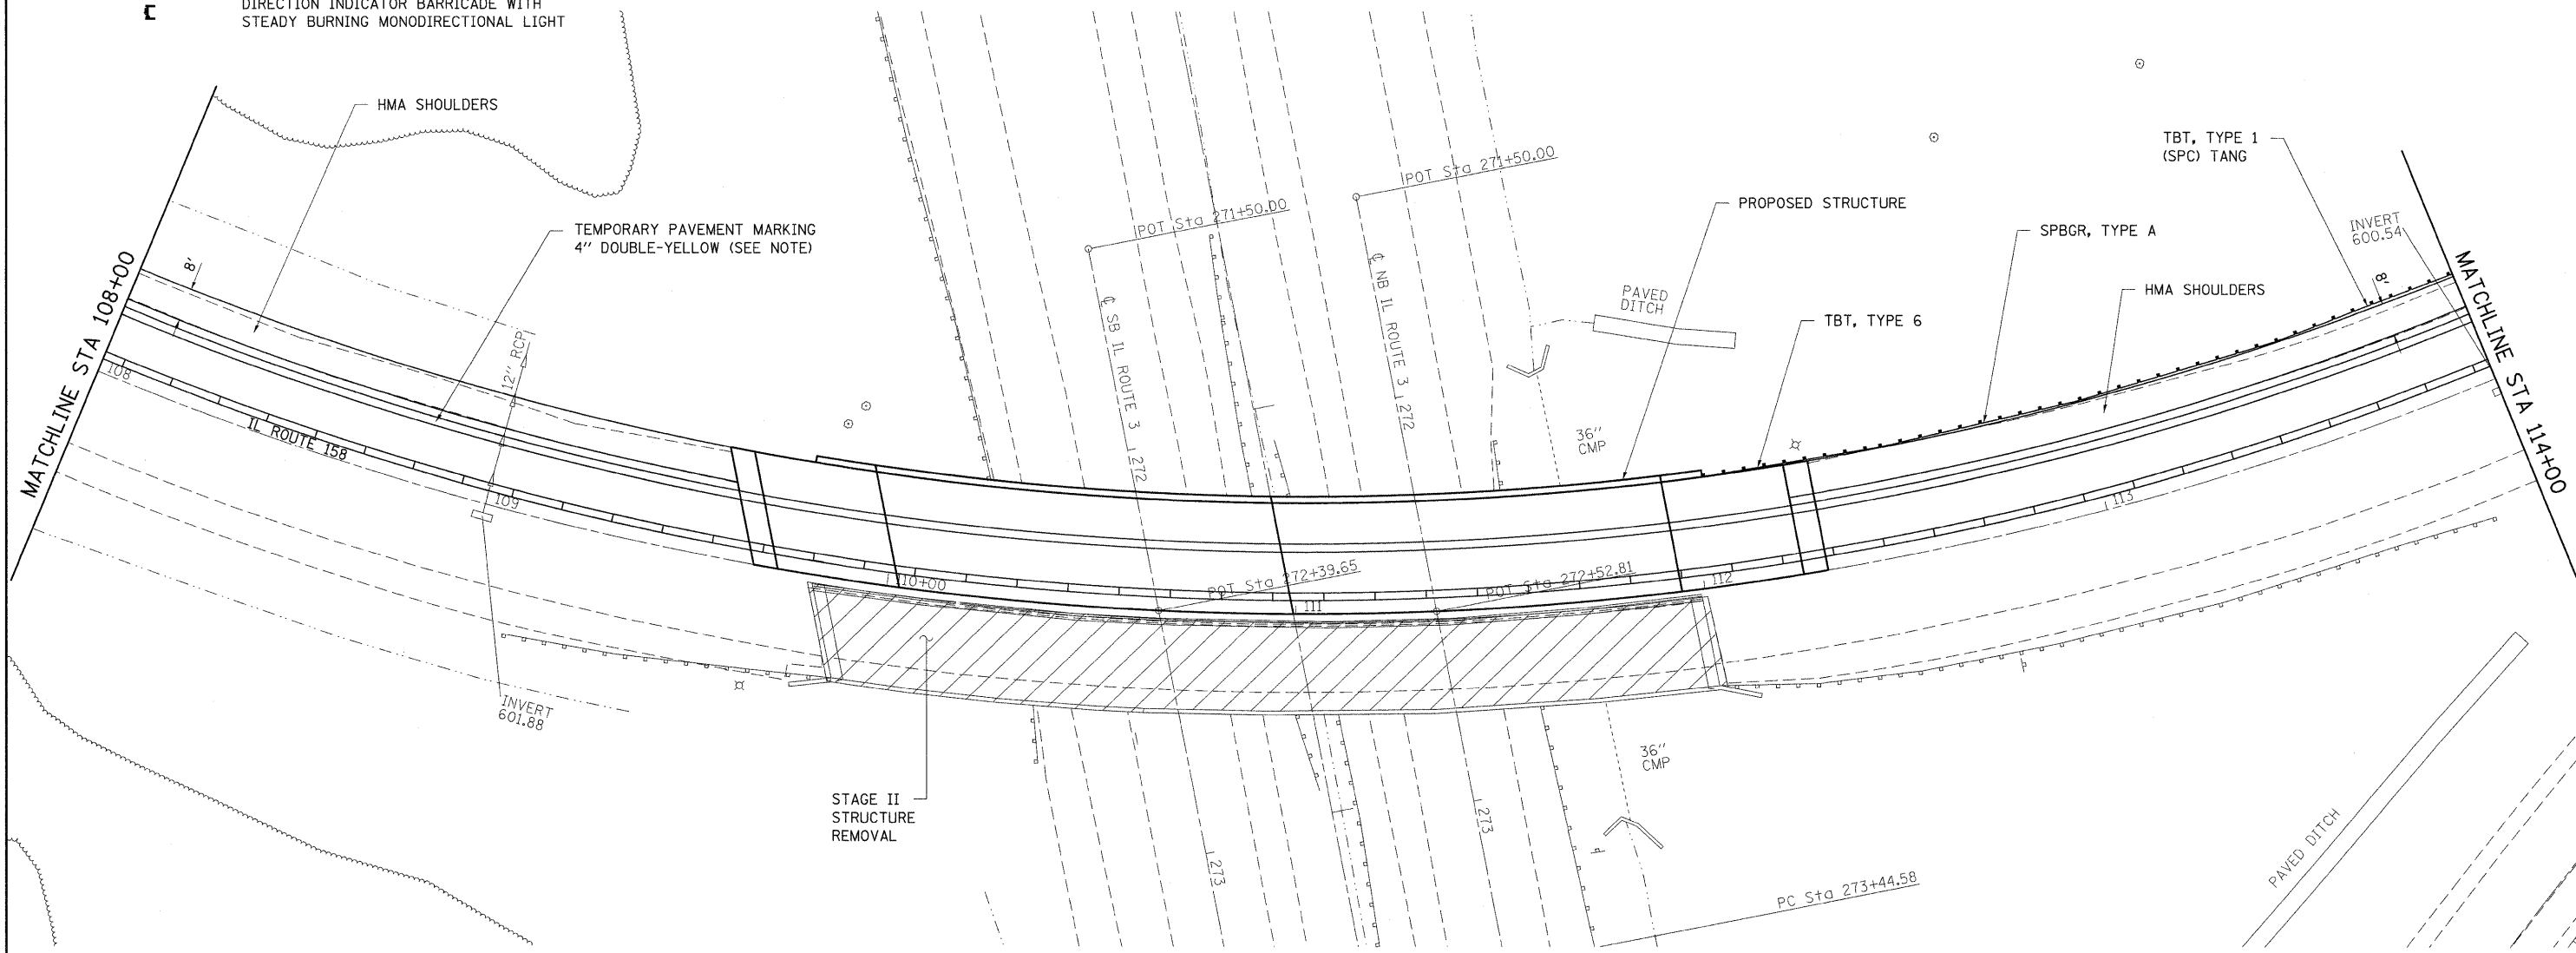 DIRECTION INDICATOR BARRICADE WITH
STEADY BURNING MONODIRECTIONAL LIGHT
HMA SHOULDERS
TEMPORARY PAVEMENT MARKING
4" DOUBLE-YELLOW (SEE NOTE)
MATCHLINE STA 108+00
8'
108
IL ROUTE 158
12" RCP
109
INVERT
601.88
POT Sta 271+50.00
POT Sta 271+50.00
℄ SB IL ROUTE 3
272
℄ NB IL ROUTE 3
272
PAVED
DITCH
36"
CMP
PROPOSED STRUCTURE
TBT, TYPE 6
SPBGR, TYPE A
HMA SHOULDERS
TBT, TYPE 1
(SPC) TANG
INVERT
600.54
8'
MATCHLINE STA 114+00
113
110+00
POT Sta 272+39.65
111
POT Sta 272+52.81
112
STAGE II
STRUCTURE
REMOVAL
273
273
36"
CMP
PC Sta 273+44.58
PAVED DITCH